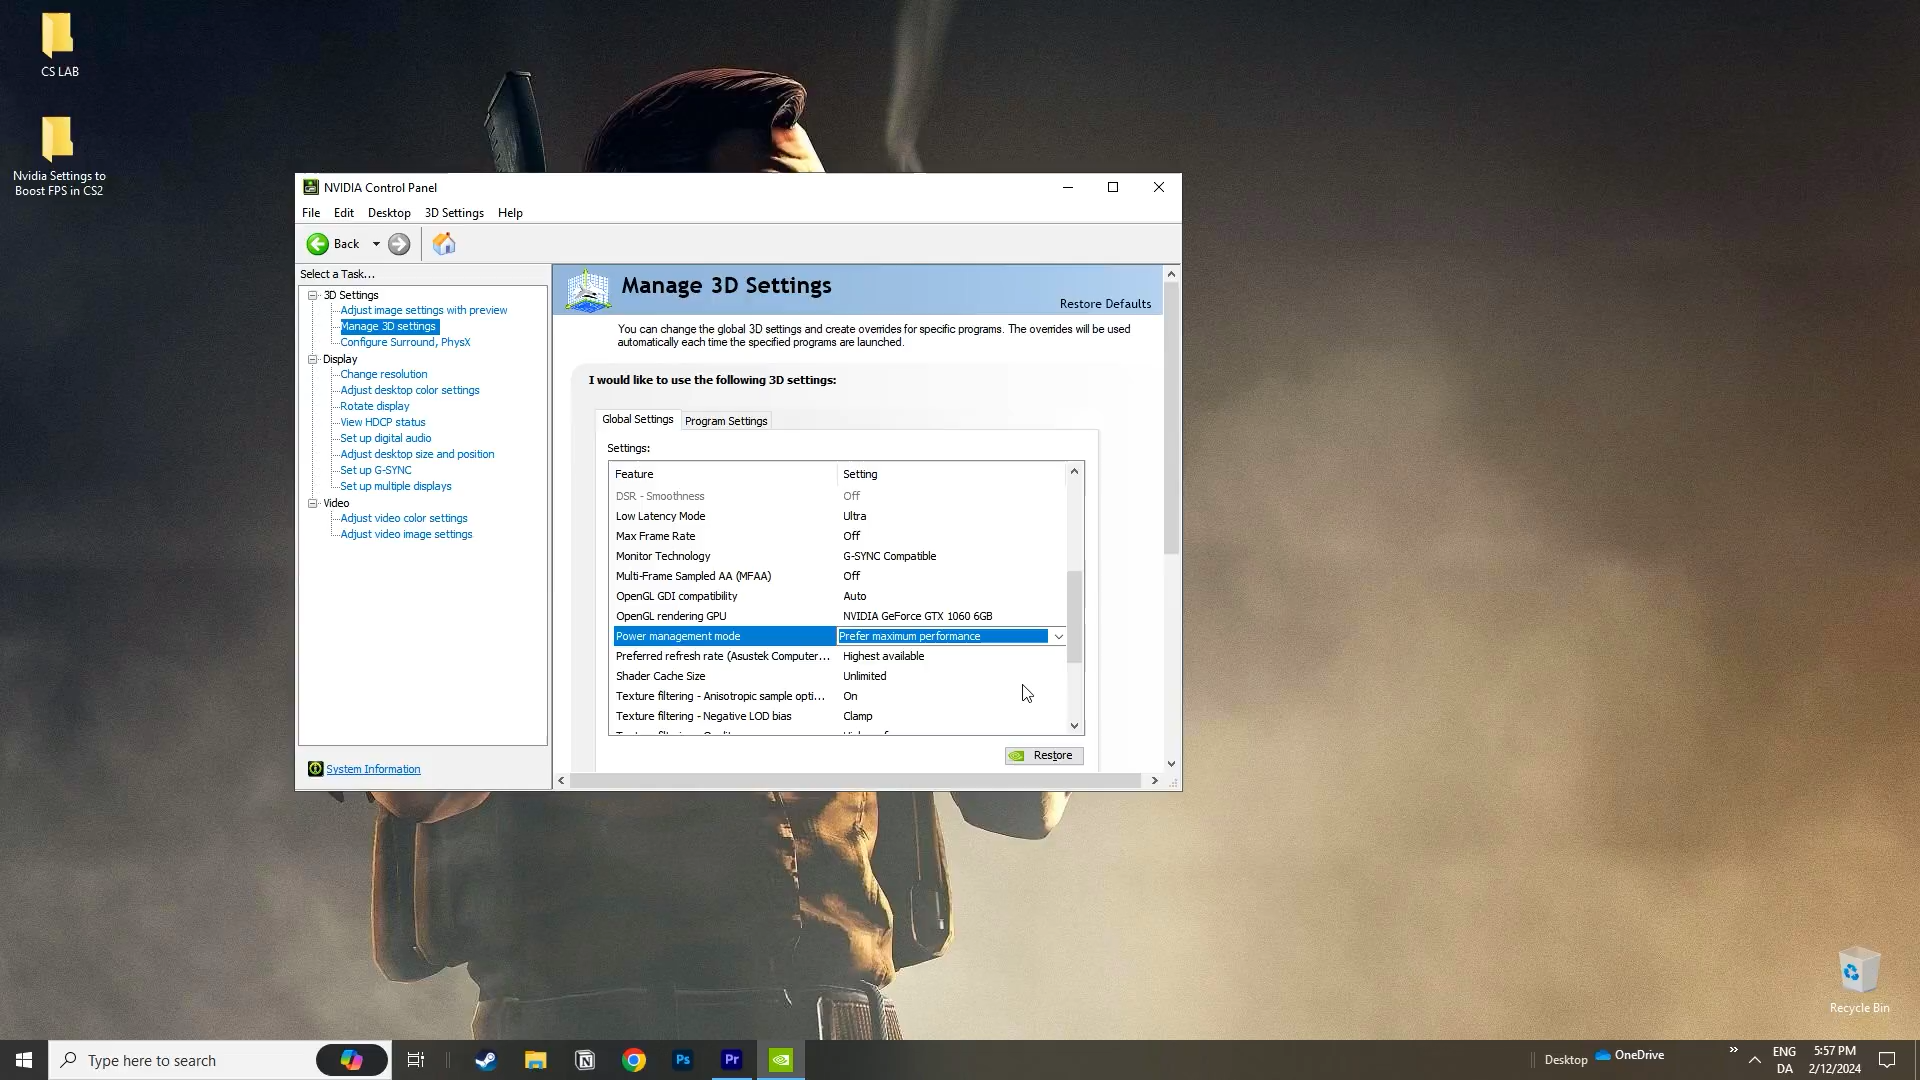 CS LAB
Nvidia Settings to
Boost FPS in CS2
NVIDIA Control Panel
File Edit Desktop 3D Settings Help
Back
Select a Task...
3D Settings
Adjust image settings with preview
Manage 3D settings
Configure Surround, PhysX
Display
Change resolution
Adjust desktop color settings
Rotate display
View HDCP status
Set up digital audio
Adjust desktop size and position
Set up G-SYNC
Set up multiple displays
Video
Adjust video color settings
Adjust video image settings
System Information
Manage 3D Settings
Restore Defaults
You can change the global 3D settings and create overrides for specific programs. The overrides will be used
automatically each time the specified programs are launched.
I would like to use the following 3D settings:
Global Settings Program Settings
Settings:
Feature Setting
DSR - Smoothness Off
Low Latency Mode Ultra
Max Frame Rate Off
Monitor Technology G-SYNC Compatible
Multi-Frame Sampled AA (MFAA) Off
OpenGL GDI compatibility Auto
OpenGL rendering GPU NVIDIA GeForce GTX 1060 6GB
Power management mode Prefer maximum performance
Preferred refresh rate (Asustek Computer... Highest available
Shader Cache Size Unlimited
Texture filtering - Anisotropic sample opti... On
Texture filtering - Negative LOD bias Clamp
Restore
Recycle Bin
Type here to search
Ps
Pr
Desktop
OneDrive
ENG
DA
5:57 PM
2/12/2024